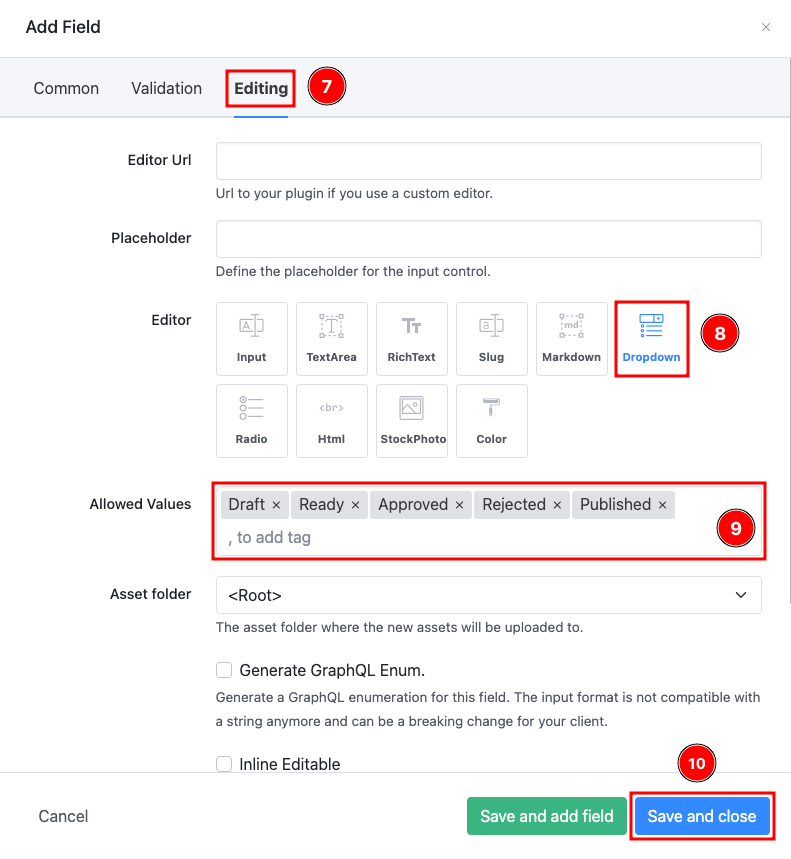 Add Field ×
Common Validation Editing 7
Editor Url
Url to your plugin if you use a custom editor.
Placeholder
Define the placeholder for the input control.
Editor
A T Tr a md
Input TextArea RichText Slug Markdown Dropdown 8
<br>
Radio Html StockPhoto Color
Allowed Values Draft × Ready × Approved × Rejected × Published ×
, to add tag 9
Asset folder <Root>
The asset folder where the new assets will be uploaded to.
Generate GraphQL Enum.
Generate a GraphQL enumeration for this field. The input format is not compatible with
a string anymore and can be a breaking change for your client.
Inline Editable 10
Cancel Save and add field Save and close